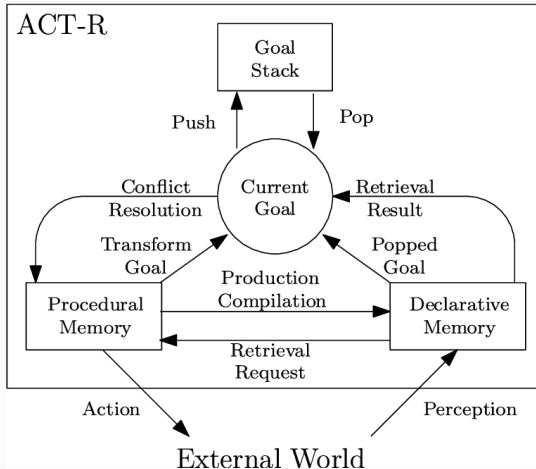 ACT-R
Goal
Stack
Push
Pop
Current
Goal
Conflict
Resolution
Retrieval
Result
Transform
Goal
Popped
Goal
Production
Compilation
Procedural
Memory
Declarative
Memory
Retrieval
Request
Action
Perception
External World